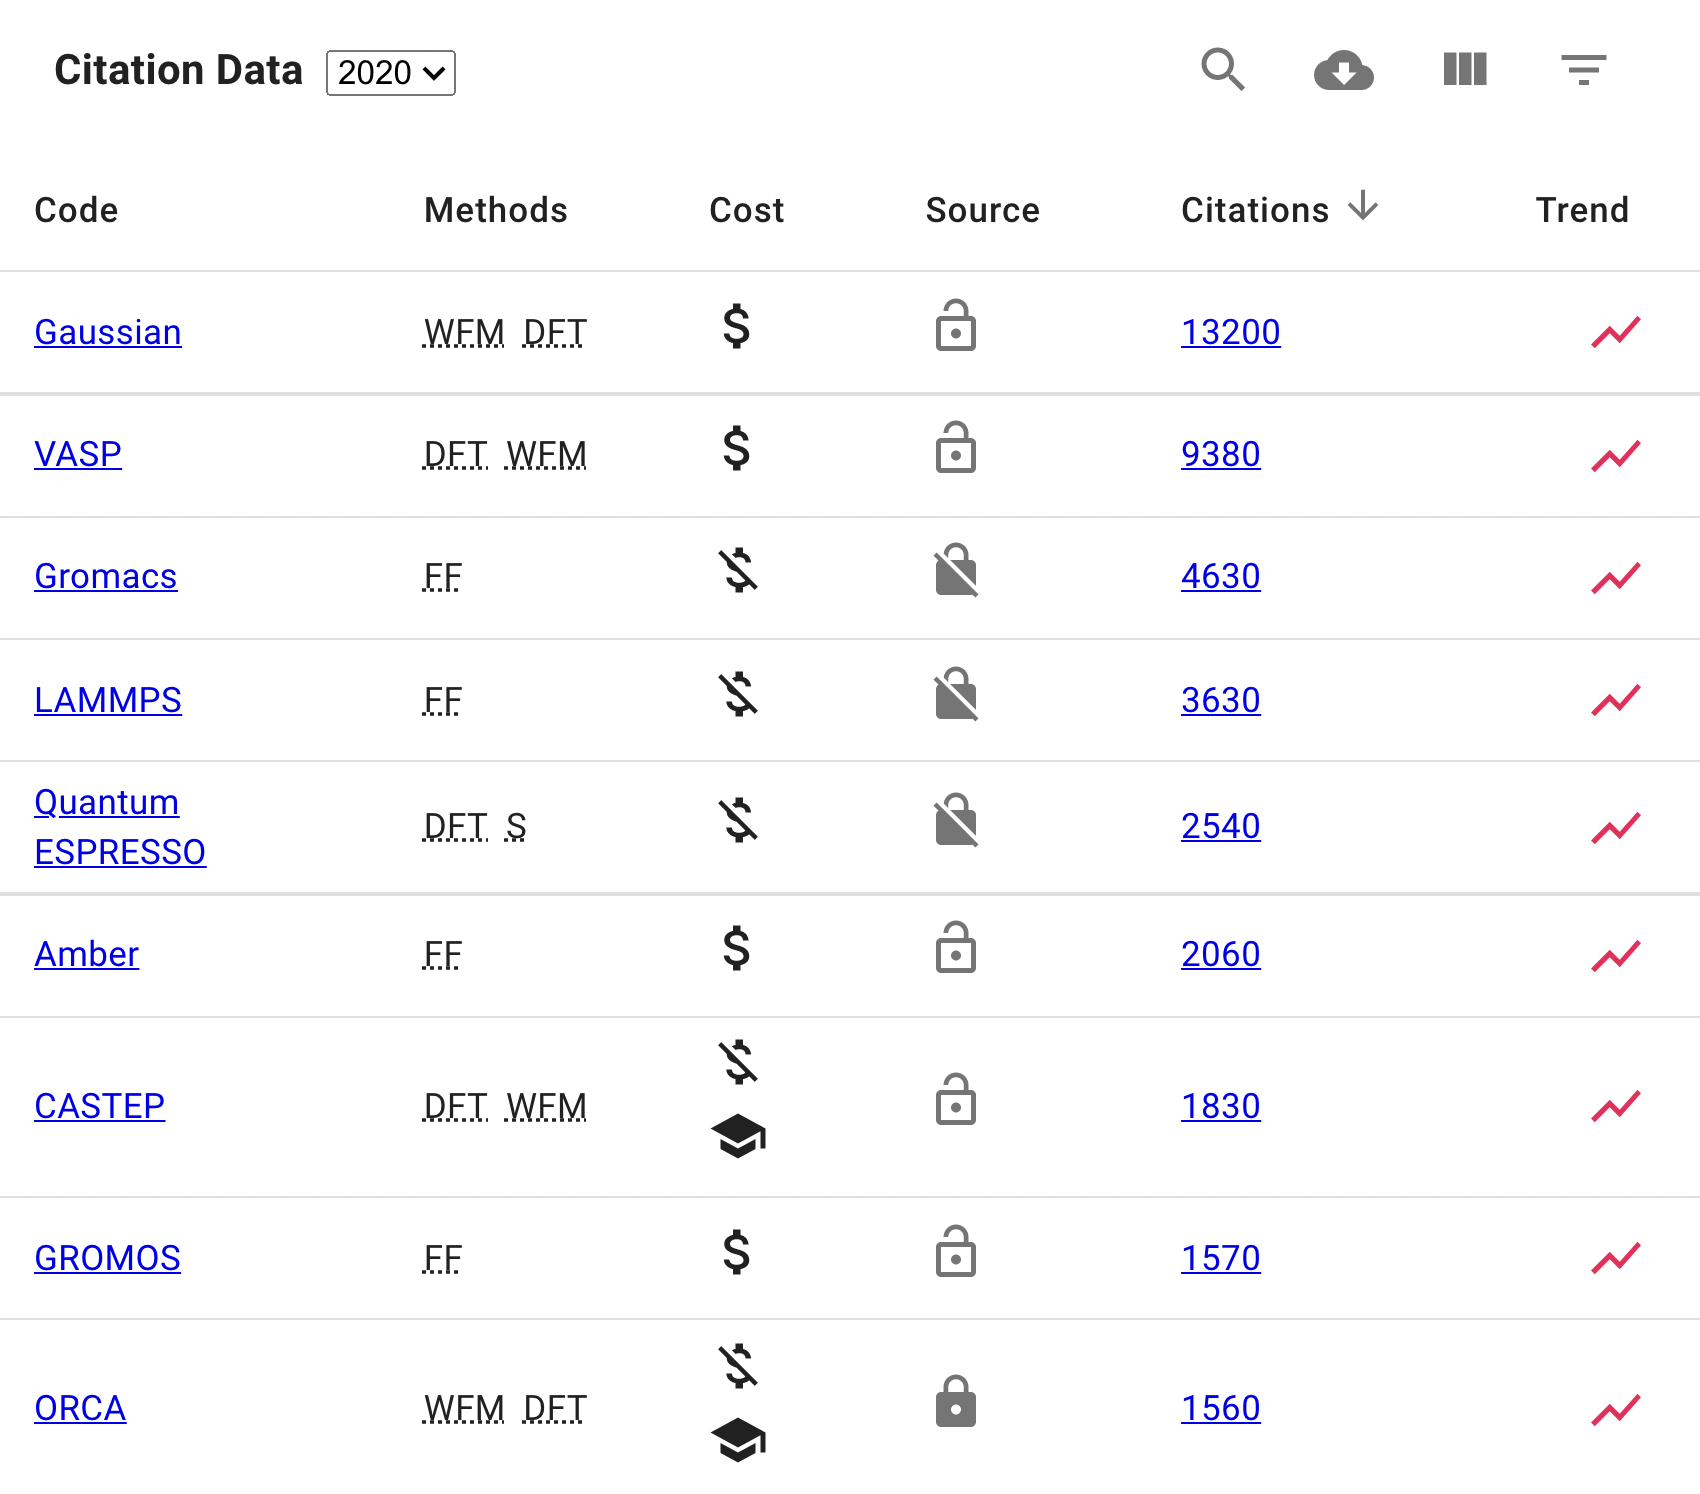 Citation Data 2020
Code Methods Cost Source Citations Trend
Gaussian WFM DFT 13200
VASP DFT WFM 9380
Gromacs FF 4630
LAMMPS FF 3630
Quantum
ESPRESSO DFT S 2540
Amber FF 2060
CASTEP DFT WFM 1830
GROMOS FF 1570
ORCA WFM DFT 1560